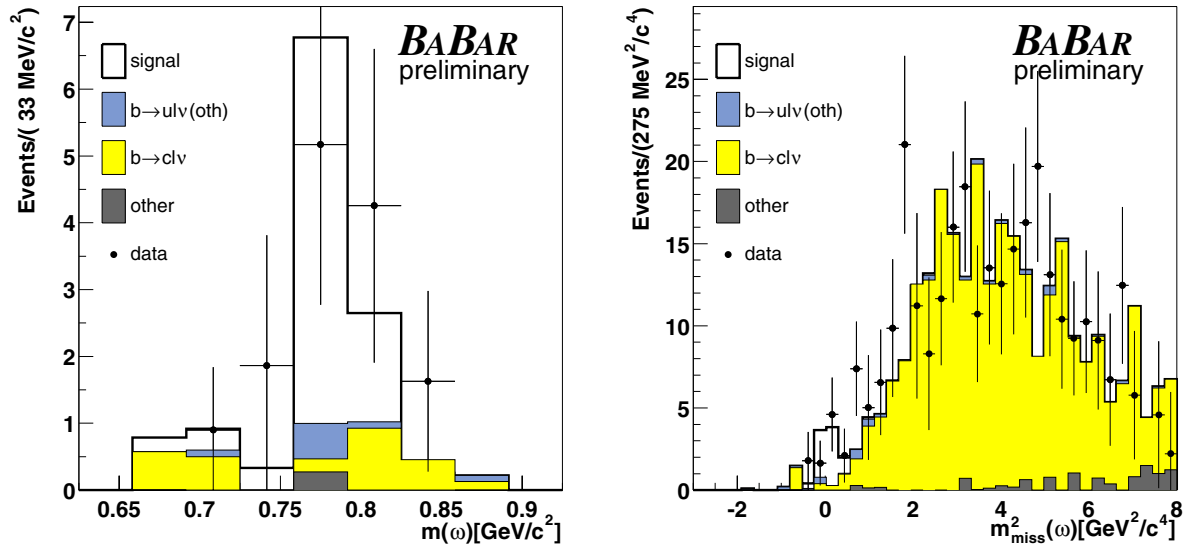 Events/( 33 MeV/c²)
7
6
5
4
3
2
1
0
BABAR
preliminary
signal
b→ulν(oth)
b→clν
other
data
0.65 0.7 0.75 0.8 0.85 0.9
m(ω)[GeV/c²]
Events/(275 MeV²/c⁴)
25
20
15
10
5
0
BABAR
preliminary
signal
b→ulν(oth)
b→clν
other
data
-2 0 2 4 6 8
m²miss(ω)[GeV²/c⁴]